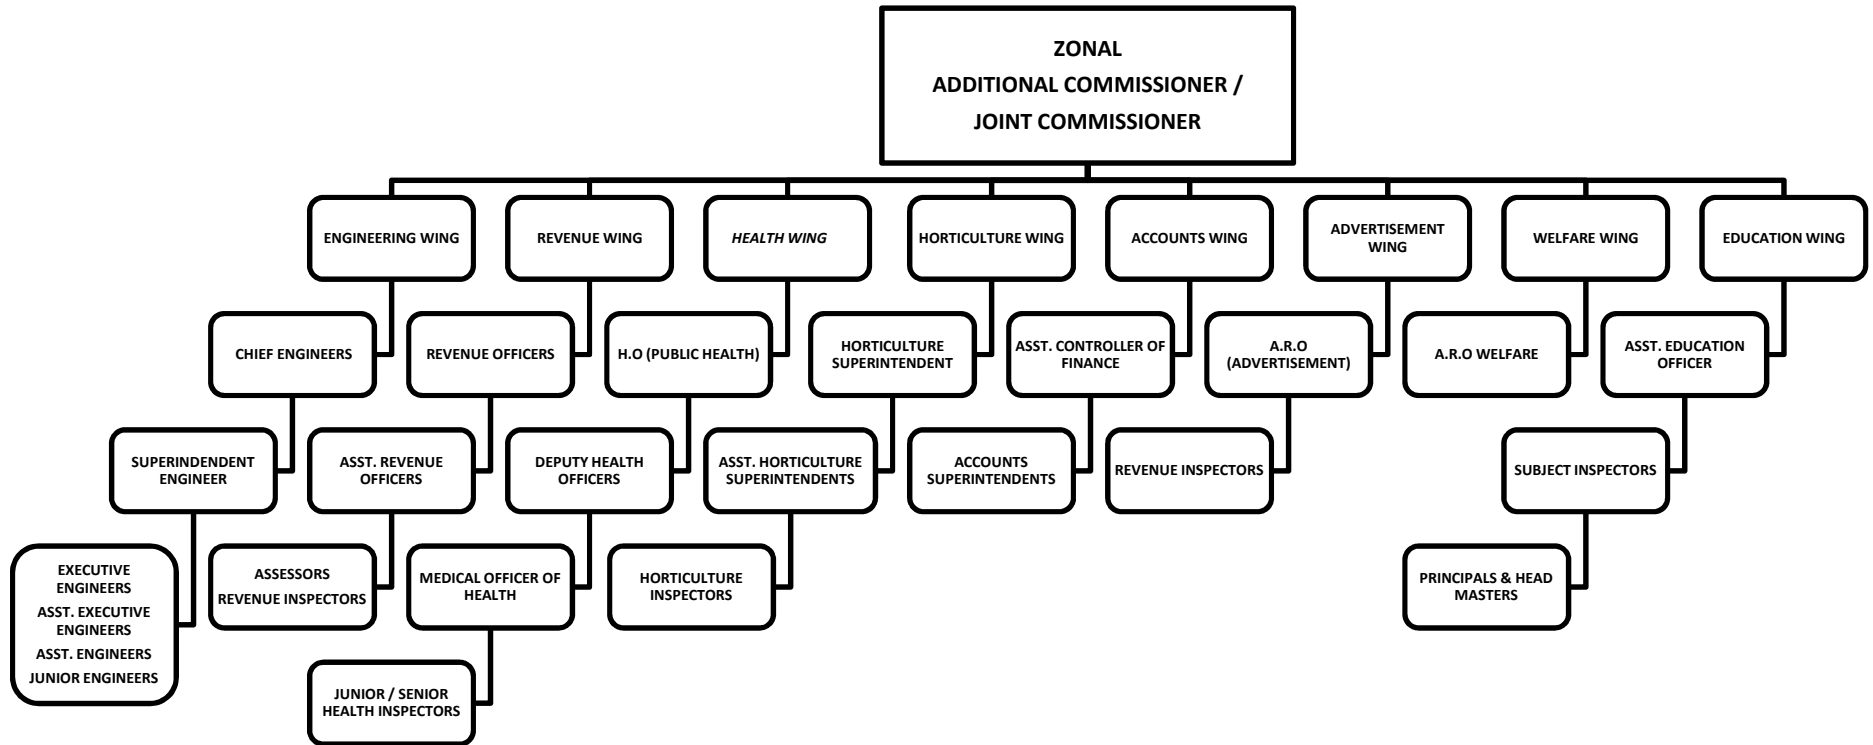 ZONAL
ADDITIONAL COMMISSIONER /
JOINT COMMISSIONER
ENGINEERING WING
REVENUE WING
HEALTH WING
HORTICULTURE WING
ACCOUNTS WING
ADVERTISEMENT
WING
WELFARE WING
EDUCATION WING
CHIEF ENGINEERS
REVENUE OFFICERS
H.O (PUBLIC HEALTH)
HORTICULTURE
SUPERINTENDENT
ASST. CONTROLLER OF
FINANCE
A.R.O
(ADVERTISEMENT)
A.R.O WELFARE
ASST. EDUCATION
OFFICER
SUPERINDENDENT
ENGINEER
ASST. REVENUE
OFFICERS
DEPUTY HEALTH
OFFICERS
ASST. HORTICULTURE
SUPERINTENDENTS
ACCOUNTS
SUPERINTENDENTS
REVENUE INSPECTORS
SUBJECT INSPECTORS
EXECUTIVE
ENGINEERS
ASST. EXECUTIVE
ENGINEERS
ASST. ENGINEERS
JUNIOR ENGINEERS
ASSESSORS
REVENUE INSPECTORS
MEDICAL OFFICER OF
HEALTH
HORTICULTURE
INSPECTORS
PRINCIPALS & HEAD
MASTERS
JUNIOR / SENIOR
HEALTH INSPECTORS